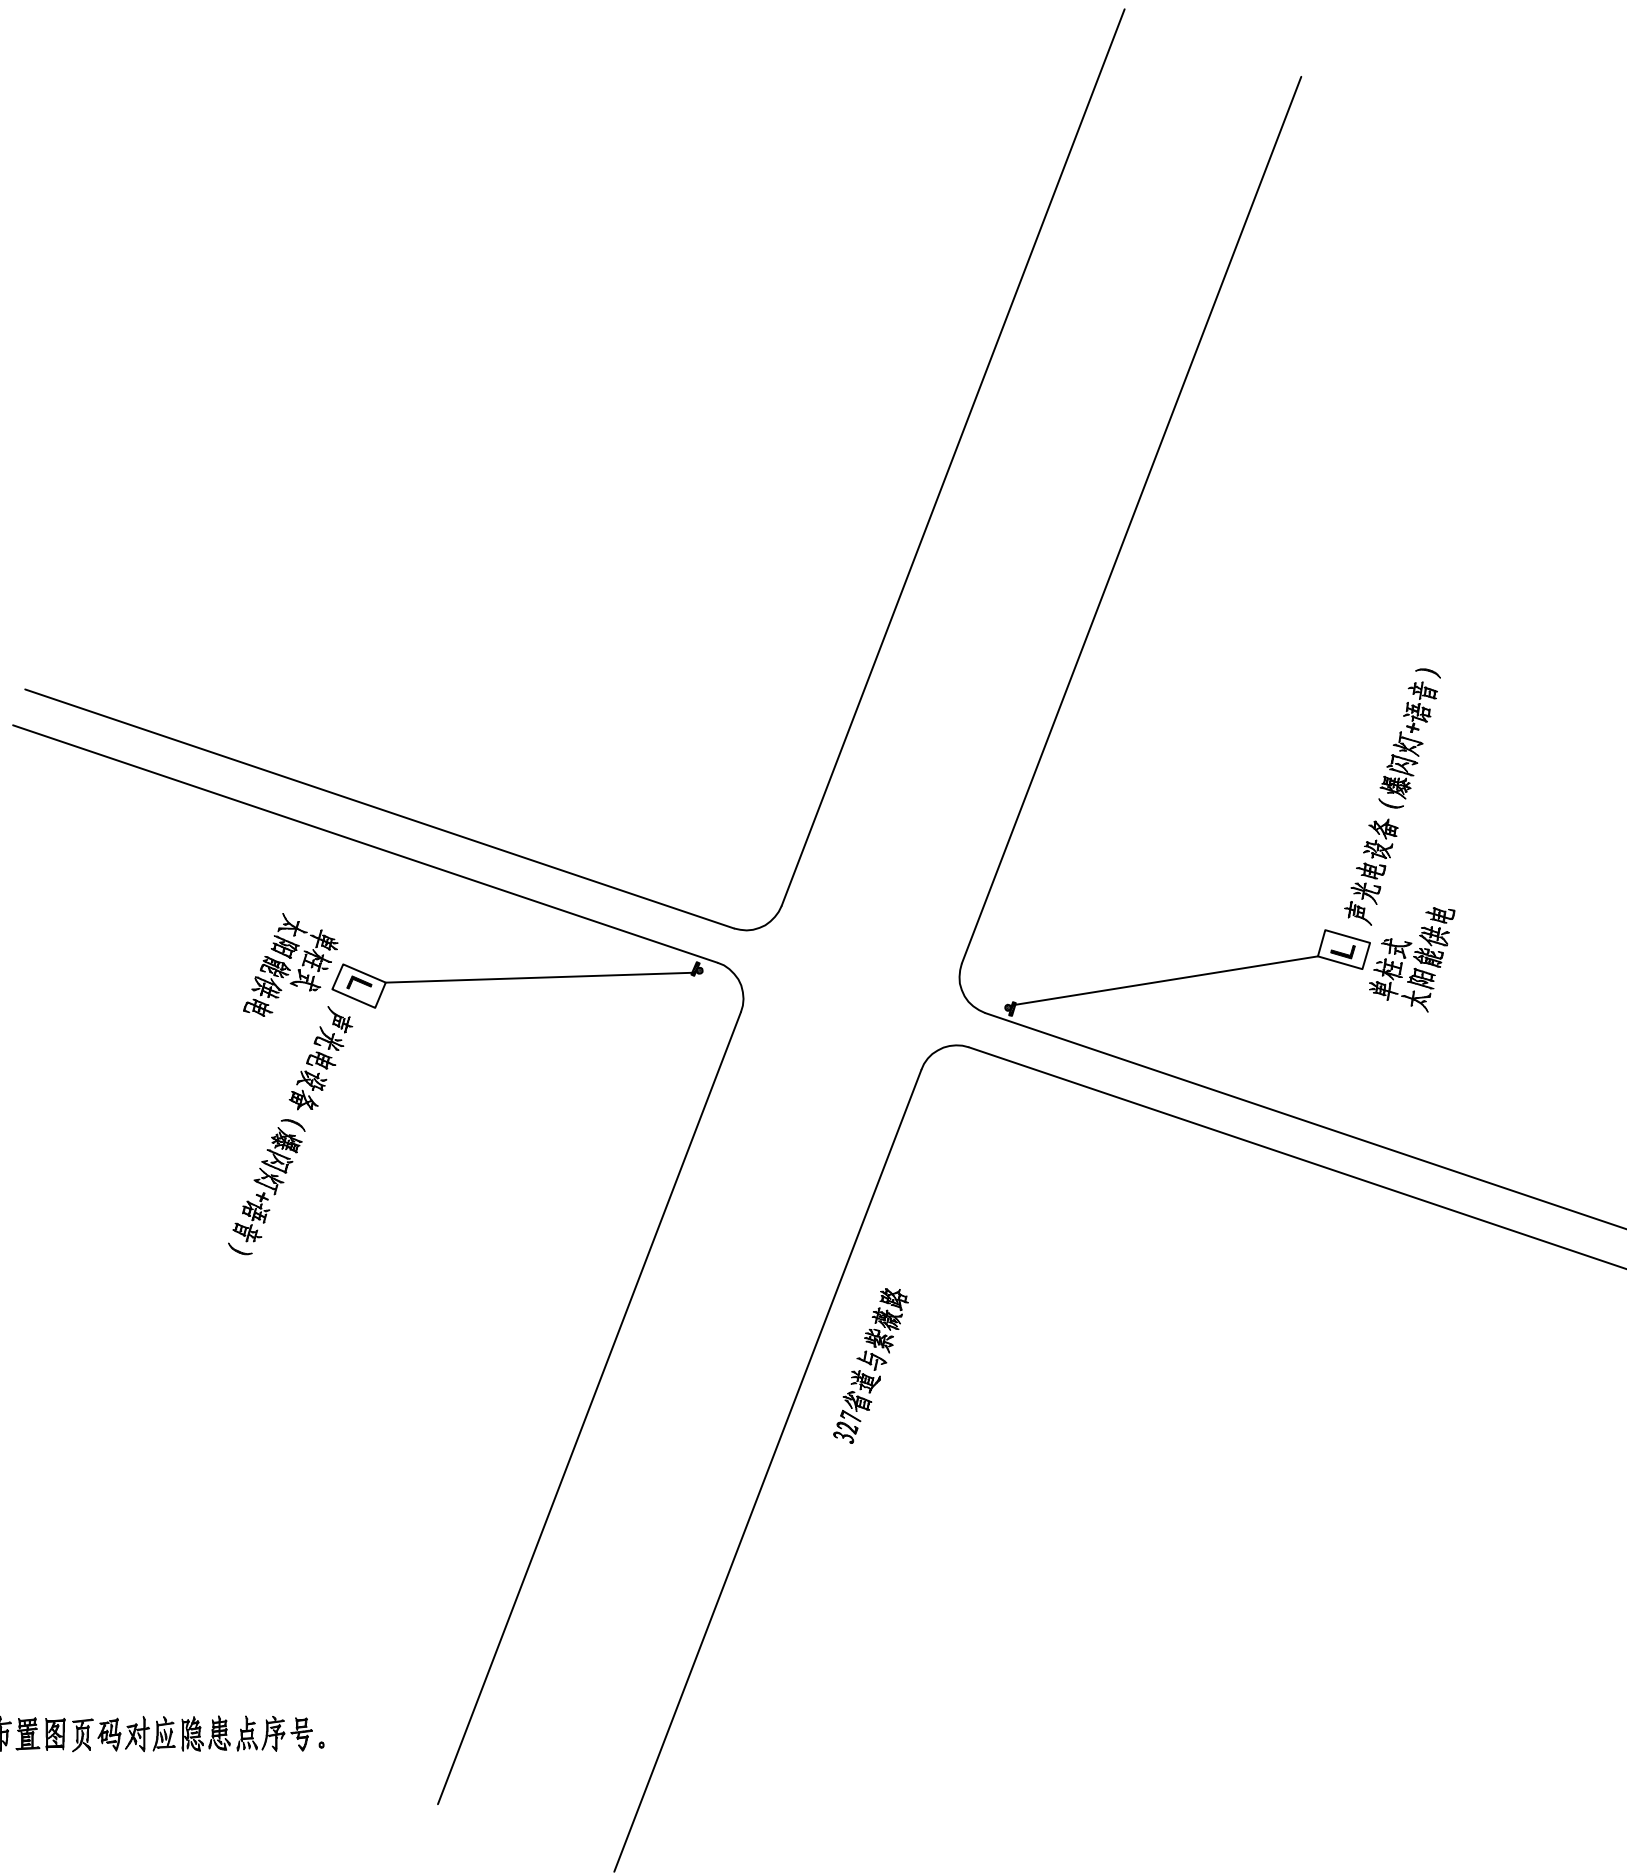 声光电设备（爆闪灯+语音）
L
单柱式
太阳能供电
单柱式
太阳能供电
L
声光电设备（爆闪灯+语音）
327省道与紫薇路
布置图页码对应隐患点序号。